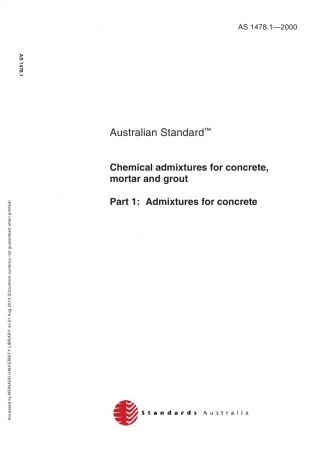 AS 1478.1—2000
AS 1478.1
Australian Standard™
Chemical admixtures for concrete,
mortar and grout
Part 1: Admixtures for concrete
Accessed by MONASH UNIVERSITY LIBRARY on 21 Aug 2013 (Document currency not guaranteed when printed)
Standards Australia